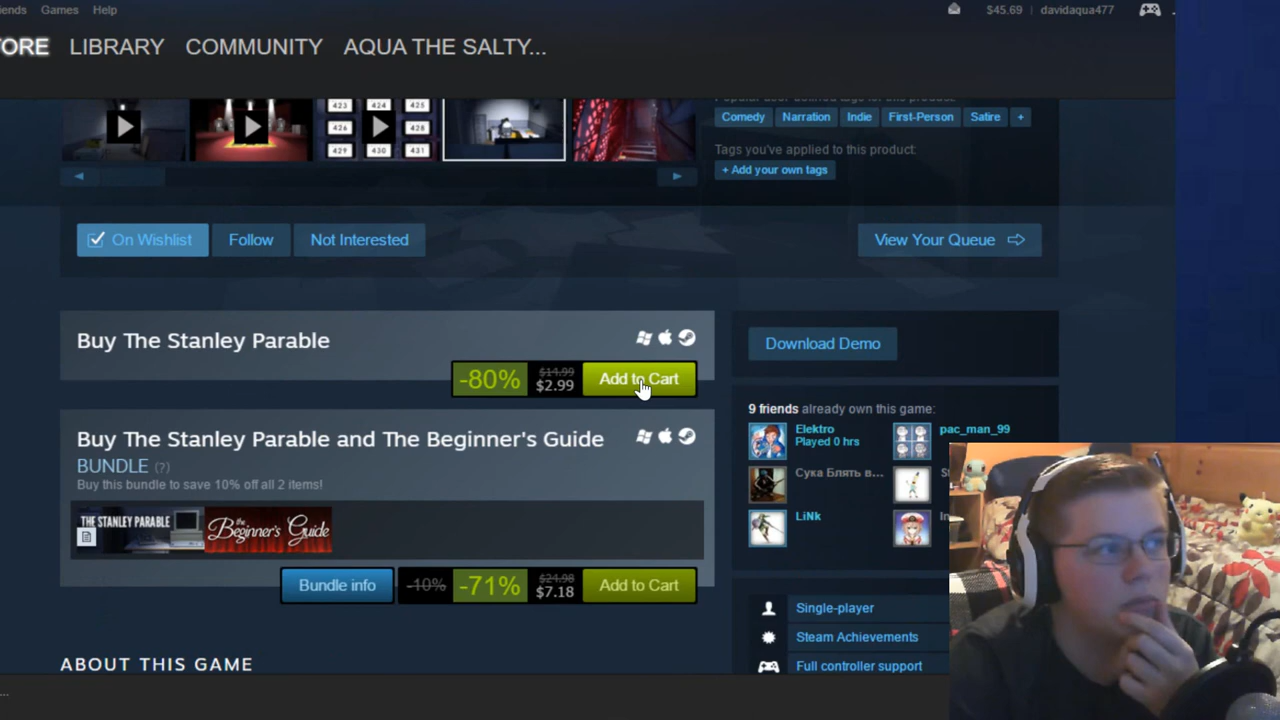 iends Games Help
$45.69 davidaqua477
ORE LIBRARY COMMUNITY AQUA THE SALTY...
423 424 425
426 428
429 430 431
Comedy Narration Indie First-Person Satire +
Tags you've applied to this product:
+ Add your own tags
On Wishlist Follow Not Interested
View Your Queue
Buy The Stanley Parable
-80% $14.99 $2.99 Add to Cart
Download Demo
Buy The Stanley Parable and The Beginner's Guide
BUNDLE (?)
Buy this bundle to save 10% off all 2 items!
THE STANLEY PARABLE
the Beginner's Guide
Bundle info -10% -71% $24.98 $7.18 Add to Cart
9 friends already own this game:
Elektro
Played 0 hrs
pac_man_99
Сука Блять в...
LiNk
Single-player
Steam Achievements
Full controller support
ABOUT THIS GAME
...